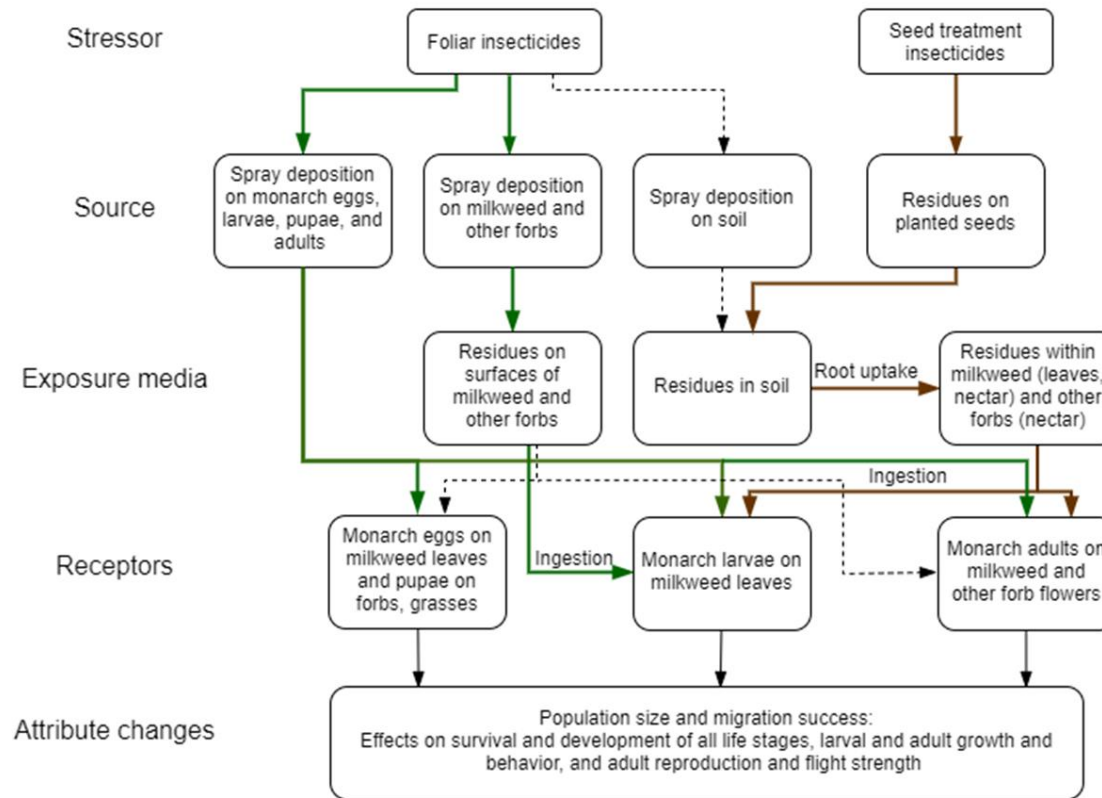 Stressor
Foliar insecticides
Seed treatment
insecticides
Source
Spray deposition
on monarch eggs,
larvae, pupae, and
adults
Spray deposition
on milkweed and
other forbs
Spray deposition
on soil
Residues on
planted seeds
Exposure media
Residues on
surfaces of
milkweed and
other forbs
Residues in soil
Root uptake
Residues within
milkweed (leaves,
nectar) and other
forbs (nectar)
Ingestion
Receptors
Monarch eggs on
milkweed leaves
and pupae on
forbs, grasses
Ingestion
Monarch larvae on
milkweed leaves
Monarch adults on
milkweed and
other forb flowers
Attribute changes
Population size and migration success:
Effects on survival and development of all life stages, larval and adult growth and
behavior, and adult reproduction and flight strength